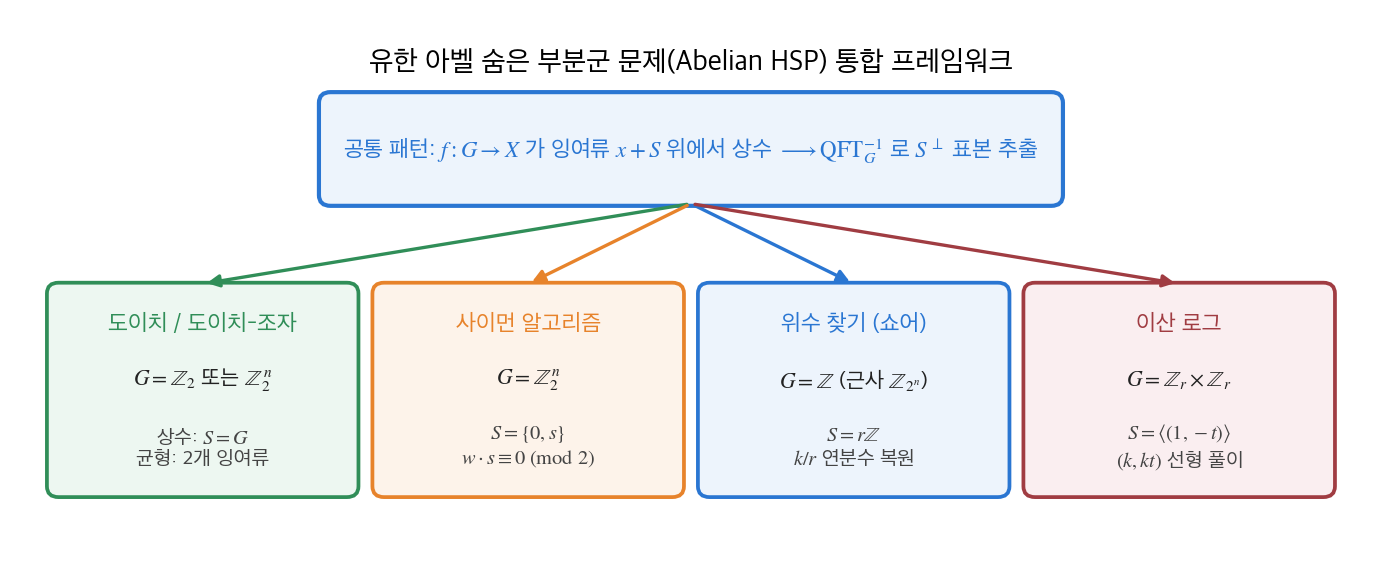 유한 아벨 숨은 부분군 문제(Abelian HSP) 통합 프레임워크
공통 패턴: f: G → X 가 잉여류 x + S 위에서 상수 ⟶ QFT_G^{-1} 로 S^⊥ 표본 추출
도이치 / 도이치-조자
G = ℤ₂ 또는 ℤ₂ⁿ
상수: S = G
균형: 2개 잉여류
사이먼 알고리즘
G = ℤ₂ⁿ
S = {0, s}
w · s ≡ 0 (mod 2)
위수 찾기 (쇼어)
G = ℤ (근사 ℤ_{2ⁿ})
S = rℤ
k/r 연분수 복원
이산 로그
G = ℤ_r × ℤ_r
S = ⟨(1, −t)⟩
(k, kt) 선형 풀이